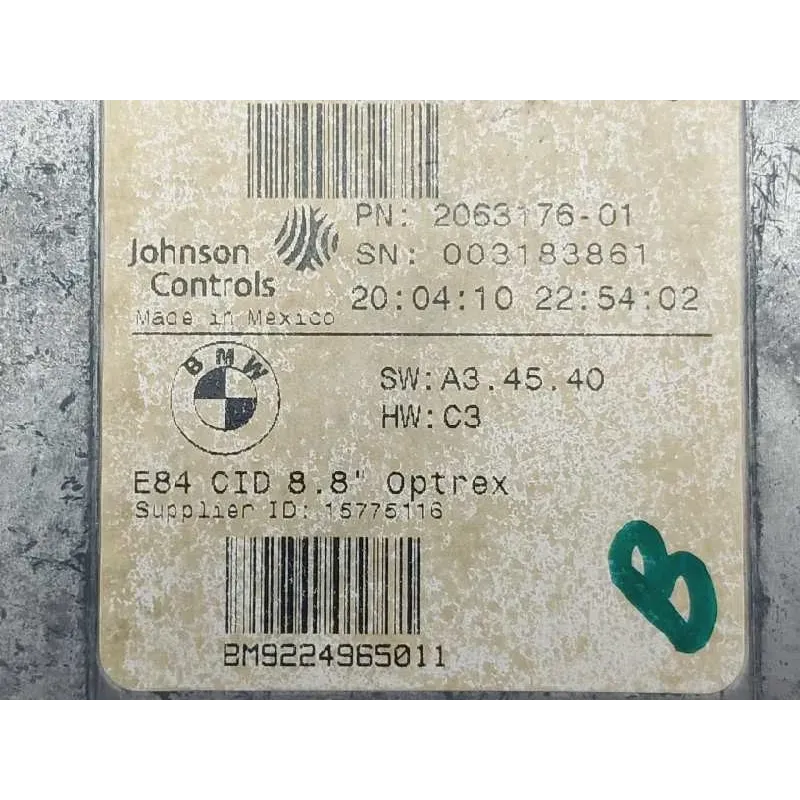 PN: 2063176-01
Johnson Controls
SN: 003183861
20:04:10 22:54:02
Made in Mexico
BMW
SW:A3.45.40
HW:C3
E84 CID 8.8" Optrex
Supplier ID: 15775116
B
BM9224965011